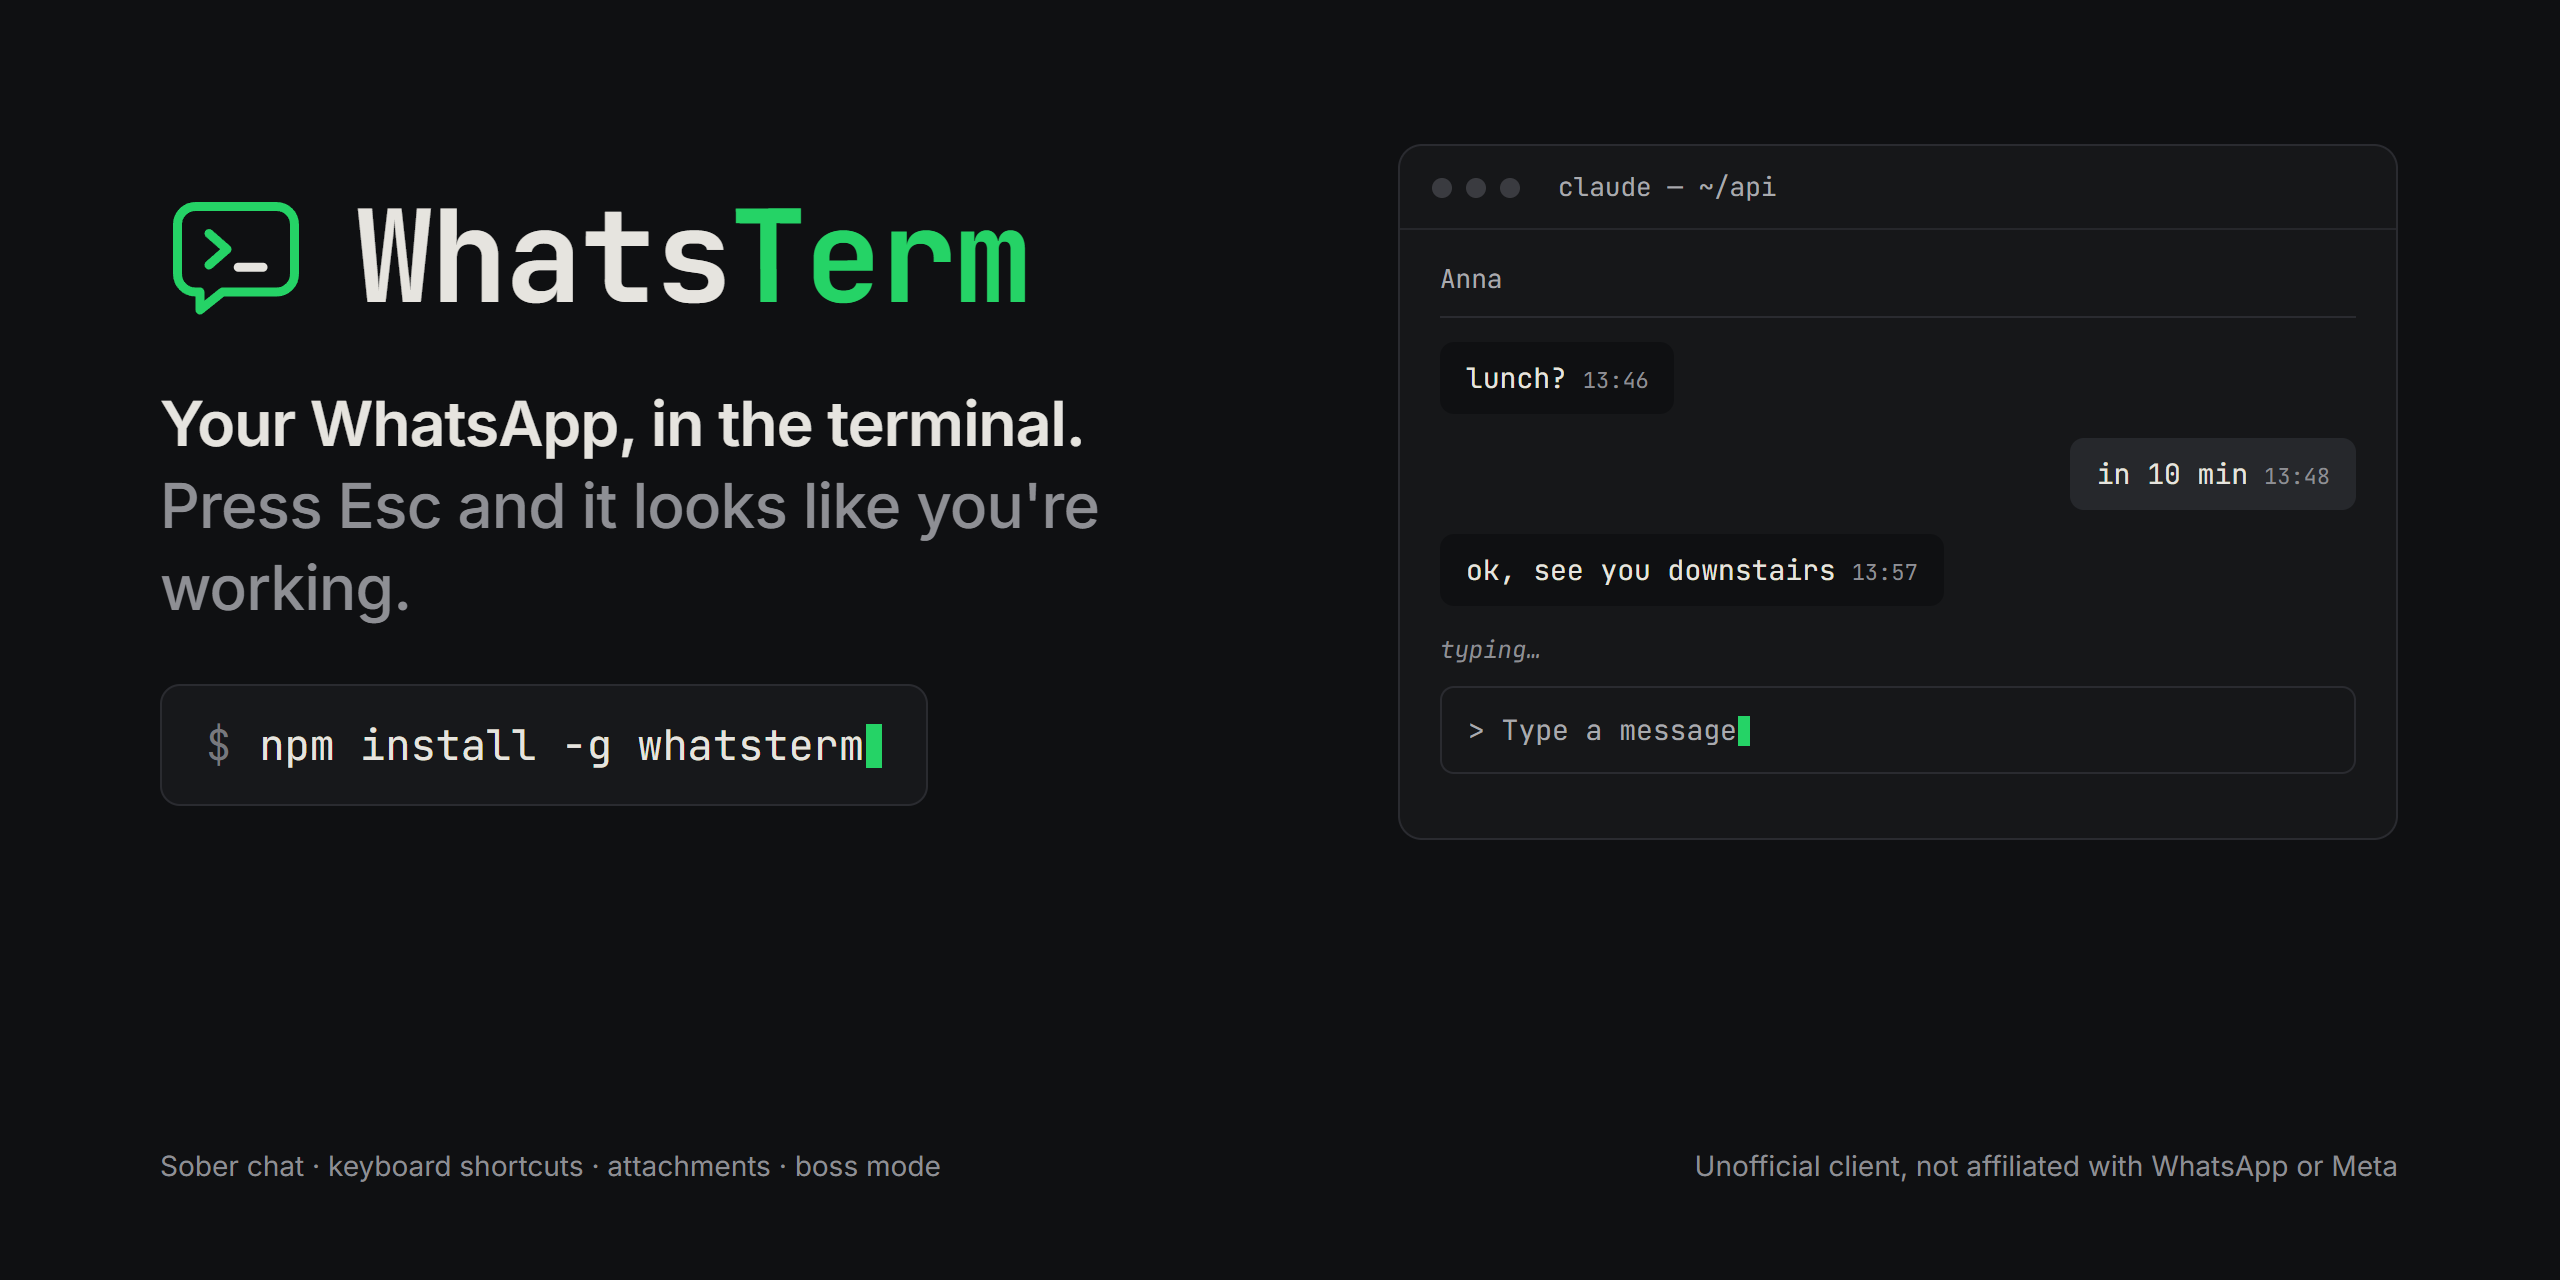 WhatsTerm
Your WhatsApp, in the terminal.
Press Esc and it looks like you're
working.
$ npm install -g whatsterm
claude — ~/api
Anna
lunch? 13:46
in 10 min 13:48
ok, see you downstairs 13:57
typing…
> Type a message
Sober chat · keyboard shortcuts · attachments · boss mode
Unofficial client, not affiliated with WhatsApp or Meta